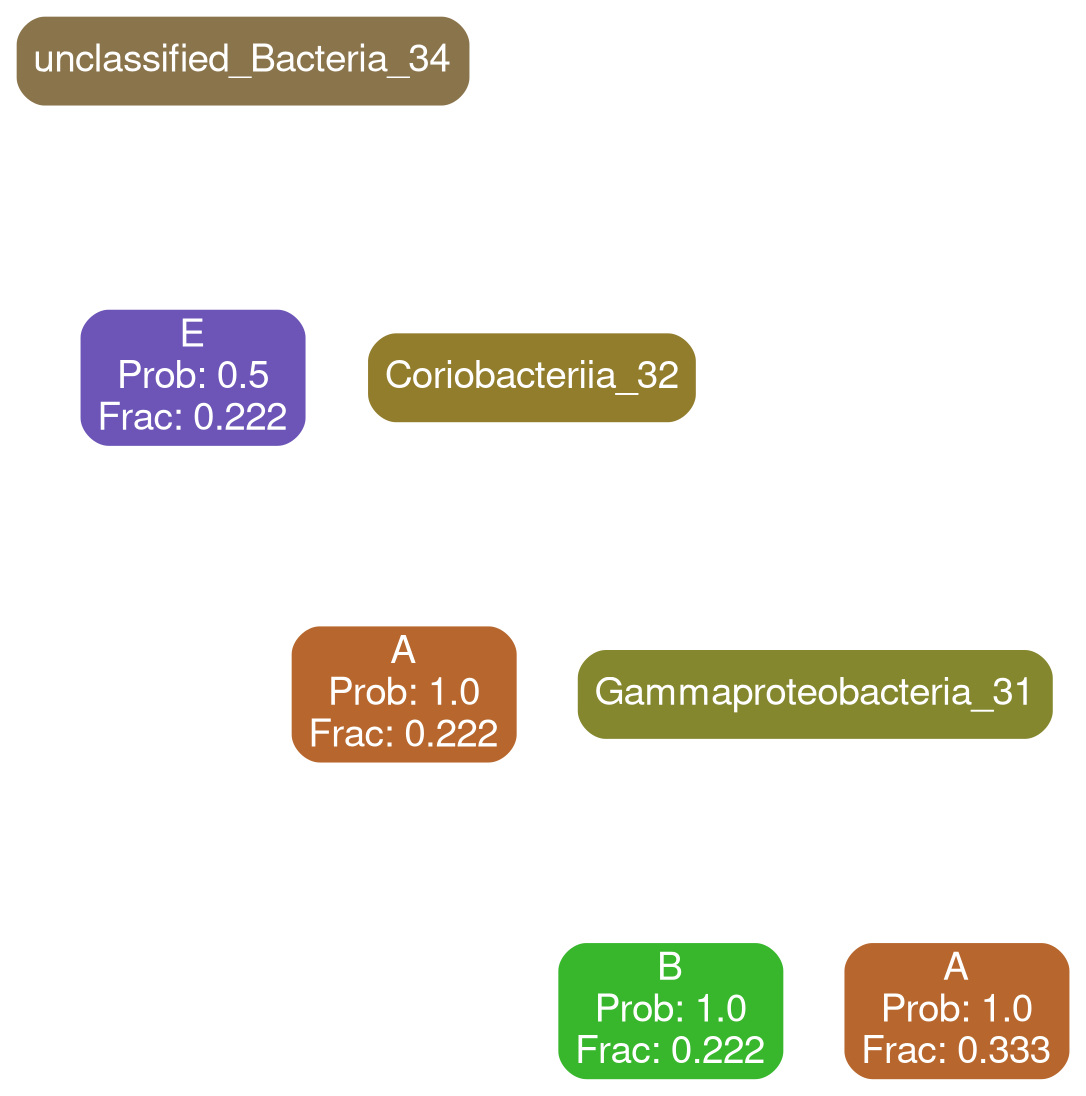 unclassified_Bacteria_34
E
Prob: 0.5
Frac: 0.222
Coriobacteriia_32
A
Prob: 1.0
Frac: 0.222
Gammaproteobacteria_31
B
Prob: 1.0
Frac: 0.222
A
Prob: 1.0
Frac: 0.333